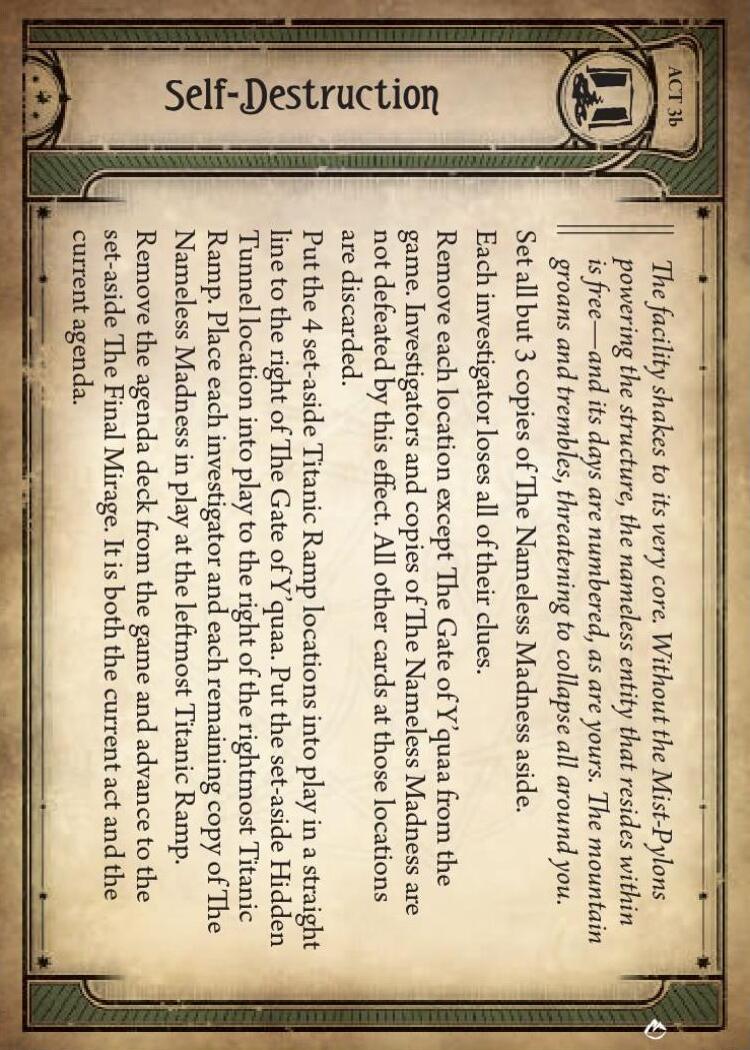 ACT 3b
Self-Destruction
The facility shakes to its very core. Without the Mist-Pylons
powering the structure, the nameless entity that resides within
is free—and its days are numbered, as are yours. The mountain
groans and trembles, threatening to collapse all around you.
Set all but 3 copies of The Nameless Madness aside.
Each investigator loses all of their clues.
Remove each location except The Gate of Y'quaa from the
game. Investigators and copies of The Nameless Madness are
not defeated by this effect. All other cards at those locations
are discarded.
Put the 4 set-aside Titanic Ramp locations into play in a straight
line to the right of The Gate of Y'quaa. Put the set-aside Hidden
Tunnel location into play to the right of the rightmost Titanic
Ramp. Place each investigator and each remaining copy of The
Nameless Madness in play at the leftmost Titanic Ramp.
Remove the agenda deck from the game and advance to the
set-aside The Final Mirage. It is both the current act and the
current agenda.